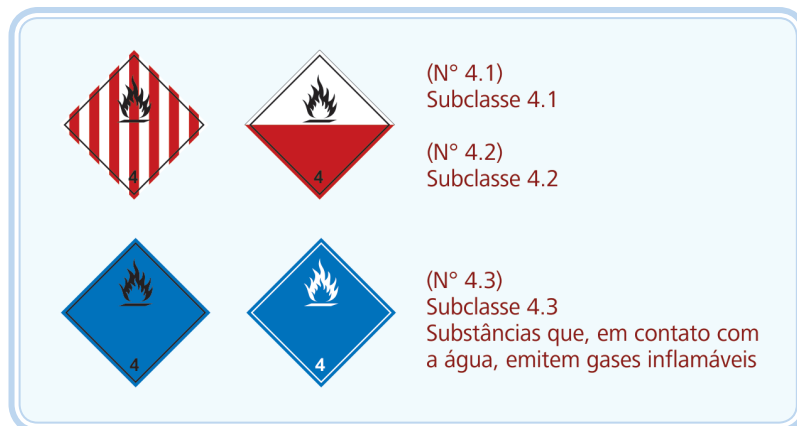 4
4
(N° 4.1)
Subclasse 4.1
(N° 4.2)
Subclasse 4.2
4
4
(N° 4.3)
Subclasse 4.3
Substâncias que, em contato com
a água, emitem gases inflamáveis